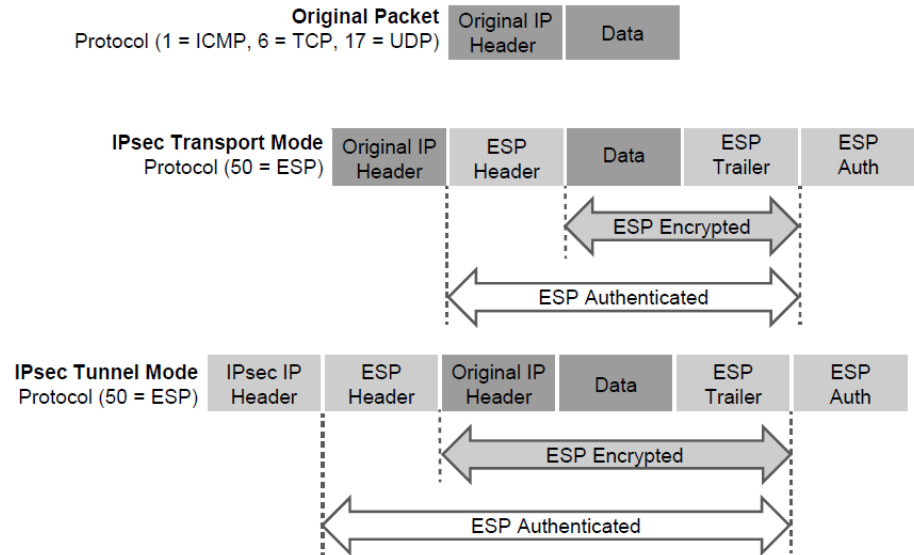 Original Packet
Protocol (1 = ICMP, 6 = TCP, 17 = UDP)
Original IP
Header
Data
IPsec Transport Mode
Protocol (50 = ESP)
Original IP
Header
ESP
Header
Data
ESP
Trailer
ESP
Auth
ESP Encrypted
ESP Authenticated
IPsec Tunnel Mode
Protocol (50 = ESP)
IPsec IP
Header
ESP
Header
Original IP
Header
Data
ESP
Trailer
ESP
Auth
ESP Encrypted
ESP Authenticated